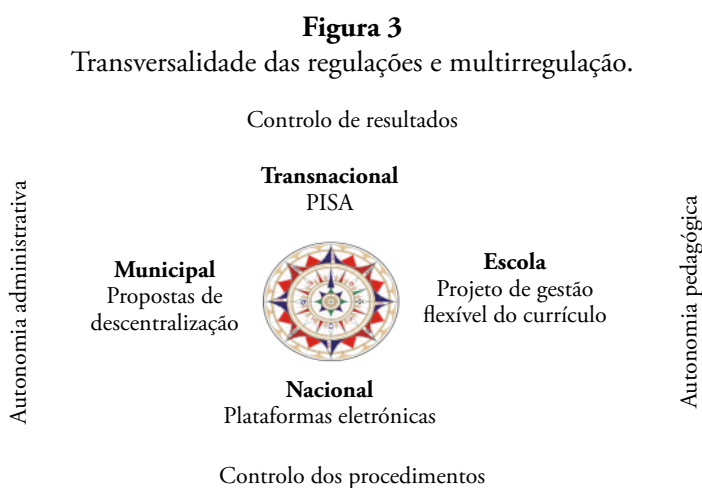 Figura 3
Transversalidade das regulações e multirregulação.
Controlo de resultados
Transnacional
PISA
Autonomia administrativa
Municipal
Propostas de
descentralização
Escola
Projeto de gestão
flexível do currículo
Autonomia pedagógica
Nacional
Plataformas eletrónicas
Controlo dos procedimentos